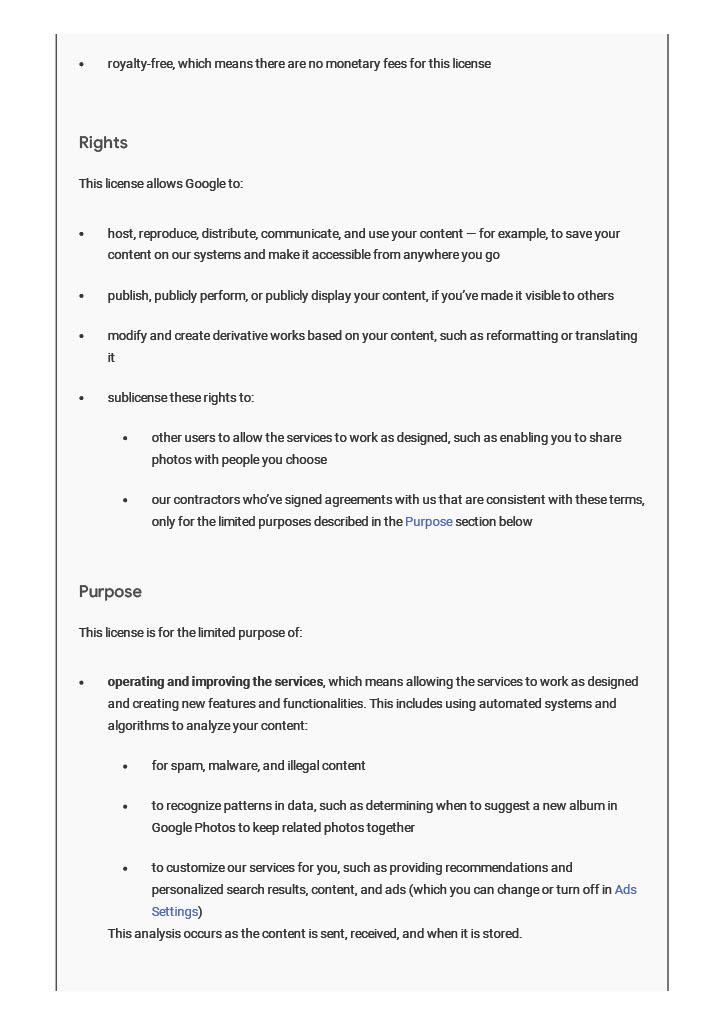 • royalty-free, which means there are no monetary fees for this license
Rights
This license allows Google to:
• host, reproduce, distribute, communicate, and use your content — for example, to save your
content on our systems and make it accessible from anywhere you go
• publish, publicly perform, or publicly display your content, if you’ve made it visible to others
• modify and create derivative works based on your content, such as reformatting or translating
it
• sublicense these rights to:
• other users to allow the services to work as designed, such as enabling you to share
photos with people you choose
• our contractors who’ve signed agreements with us that are consistent with these terms,
only for the limited purposes described in the Purpose section below
Purpose
This license is for the limited purpose of:
• operating and improving the services, which means allowing the services to work as designed
and creating new features and functionalities. This includes using automated systems and
algorithms to analyze your content:
• for spam, malware, and illegal content
• to recognize patterns in data, such as determining when to suggest a new album in
Google Photos to keep related photos together
• to customize our services for you, such as providing recommendations and
personalized search results, content, and ads (which you can change or turn off in Ads
Settings)
This analysis occurs as the content is sent, received, and when it is stored.